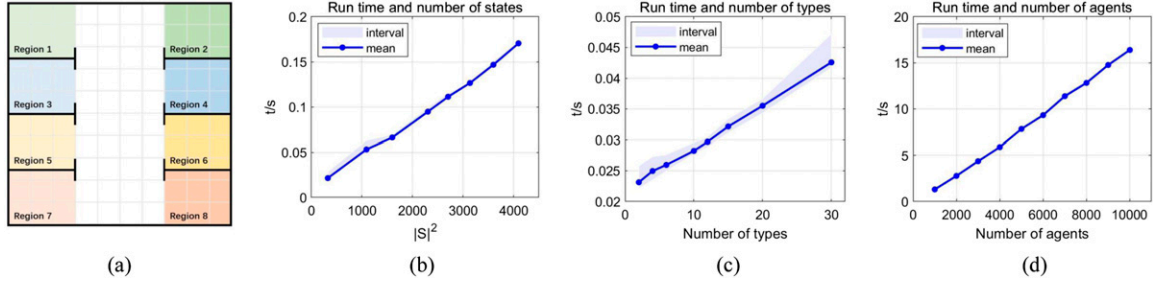 Region 1
Region 2
Region 3
Region 4
Region 5
Region 6
Region 7
Region 8
(a)
Run time and number of states
0.2
0.15
0.1
0.05
0
t/s
interval
mean
0 1000 2000 3000 4000
|S|²
(b)
Run time and number of types
0.05
0.045
0.04
0.035
0.03
0.025
0.02
t/s
interval
mean
0 10 20 30
Number of types
(c)
Run time and number of agents
20
15
10
5
0
t/s
interval
mean
2000 4000 6000 8000 10000
Number of agents
(d)